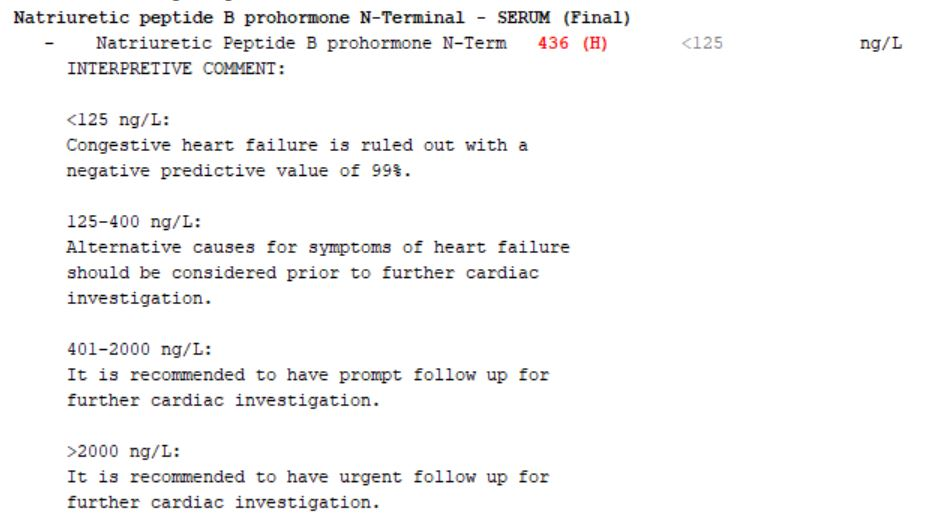 Natriuretic peptide B prohormone N-Terminal - SERUM (Final)
- Natriuretic Peptide B prohormone N-Term 436 (H) <125 ng/L
INTERPRETIVE COMMENT:
<125 ng/L:
Congestive heart failure is ruled out with a
negative predictive value of 99%.
125-400 ng/L:
Alternative causes for symptoms of heart failure
should be considered prior to further cardiac
investigation.
401-2000 ng/L:
It is recommended to have prompt follow up for
further cardiac investigation.
>2000 ng/L:
It is recommended to have urgent follow up for
further cardiac investigation.